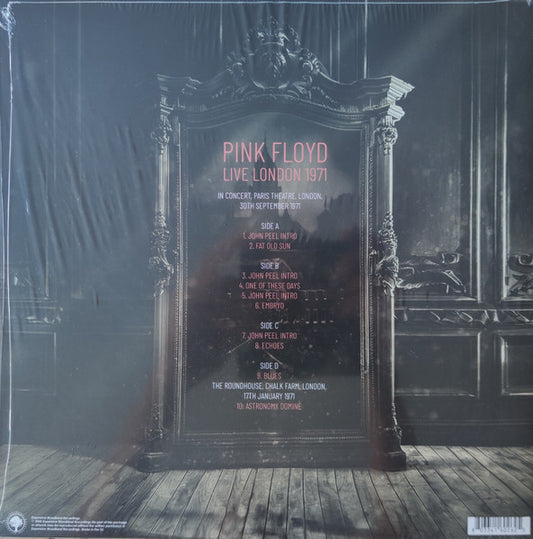 PINK FLOYD
LIVE LONDON 1971
IN CONCERT, PARIS THEATRE, LONDON,
30TH SEPTEMBER 1971
SIDE A
1. JOHN PEEL INTRO
2. FAT OLD SUN
SIDE B
3. JOHN PEEL INTRO
4. ONE OF THESE DAYS
5. JOHN PEEL INTRO
6. EMBRYO
SIDE C
7. JOHN PEEL INTRO
8. ECHOES
SIDE D
9. BLUES
THE ROUNDHOUSE, CHALK FARM, LONDON,
17TH JANUARY 1971
10: ASTRONOMIX DOMINÉ